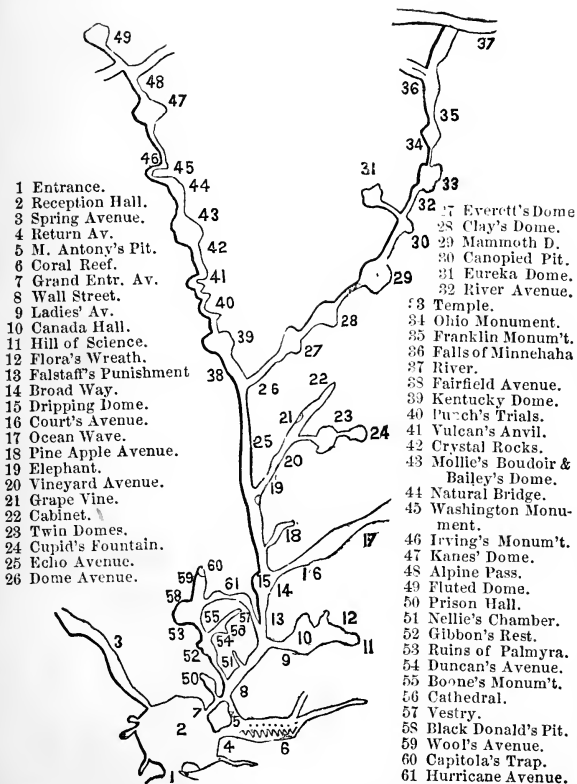 49
48
47
46
45
44
43
42
41
40
39
38
37
36
35
34
33
31
32
30
29
28
27
26
22
21
23
24
25
20
19
18
17
16
15
14
13
12
10
11
9
60
59
61
58
55
57
56
53
54
52
51
50
8
7
5
3
2
4
6
1
1 Entrance.
2 Reception Hall.
3 Spring Avenue.
4 Return Av.
5 M. Antony's Pit.
6 Coral Reef.
7 Grand Entr. Av.
8 Wall Street.
9 Ladies' Av.
10 Canada Hall.
11 Hill of Science.
12 Flora's Wreath.
13 Falstaff's Punishment
14 Broad Way.
15 Dripping Dome.
16 Court's Avenue.
17 Ocean Wave.
18 Pine Apple Avenue.
19 Elephant.
20 Vineyard Avenue.
21 Grape Vine.
22 Cabinet.
23 Twin Domes.
24 Cupid's Fountain.
25 Echo Avenue.
26 Dome Avenue.
27 Everett's Dome
28 Clay's Dome.
29 Mammoth D.
30 Canopied Pit.
31 Eureka Dome.
32 River Avenue.
33 Temple.
34 Ohio Monument.
35 Franklin Monum't.
36 Falls of Minnehaha
37 River.
38 Fairfield Avenue.
39 Kentucky Dome.
40 Punch's Trials.
41 Vulcan's Anvil.
42 Crystal Rocks.
43 Mollie's Boudoir &
Bailey's Dome.
44 Natural Bridge.
45 Washington Monu-
ment.
46 Irving's Monum't.
47 Kanes' Dome.
48 Alpine Pass.
49 Fluted Dome.
50 Prison Hall.
51 Nellie's Chamber.
52 Gibbon's Rest.
53 Ruins of Palmyra.
54 Duncan's Avenue.
55 Boone's Monum't.
56 Cathedral.
57 Vestry.
58 Black Donald's Pit.
59 Wool's Avenue.
60 Capitola's Trap.
61 Hurricane Avenue.